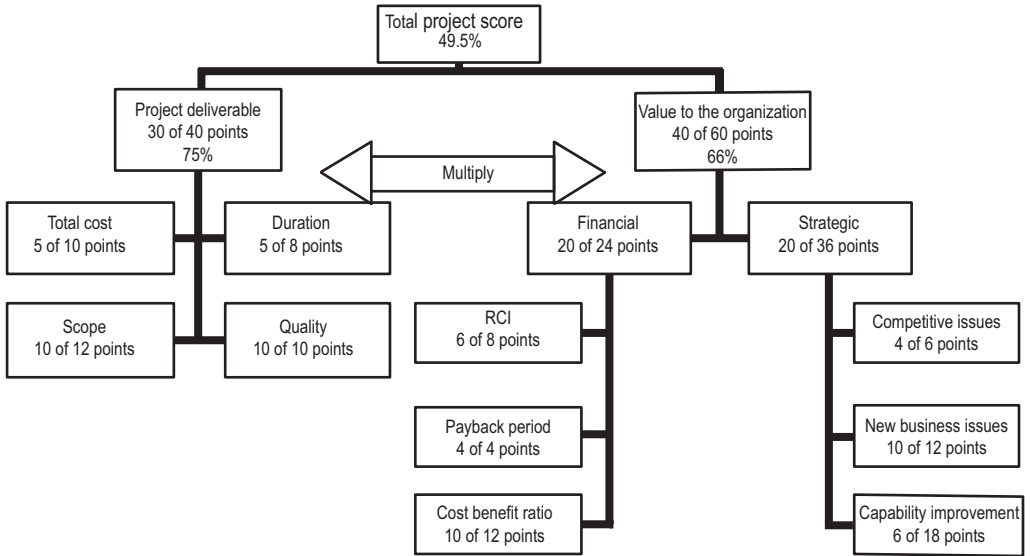 Total project score
49.5%
Project deliverable
30 of 40 points
75%
Value to the organization
40 of 60 points
66%
Multiply
Total cost
5 of 10 points
Duration
5 of 8 points
Financial
20 of 24 points
Strategic
20 of 36 points
Scope
10 of 12 points
Quality
10 of 10 points
RCI
6 of 8 points
Competitive issues
4 of 6 points
Payback period
4 of 4 points
New business issues
10 of 12 points
Cost benefit ratio
10 of 12 points
Capability improvement
6 of 18 points